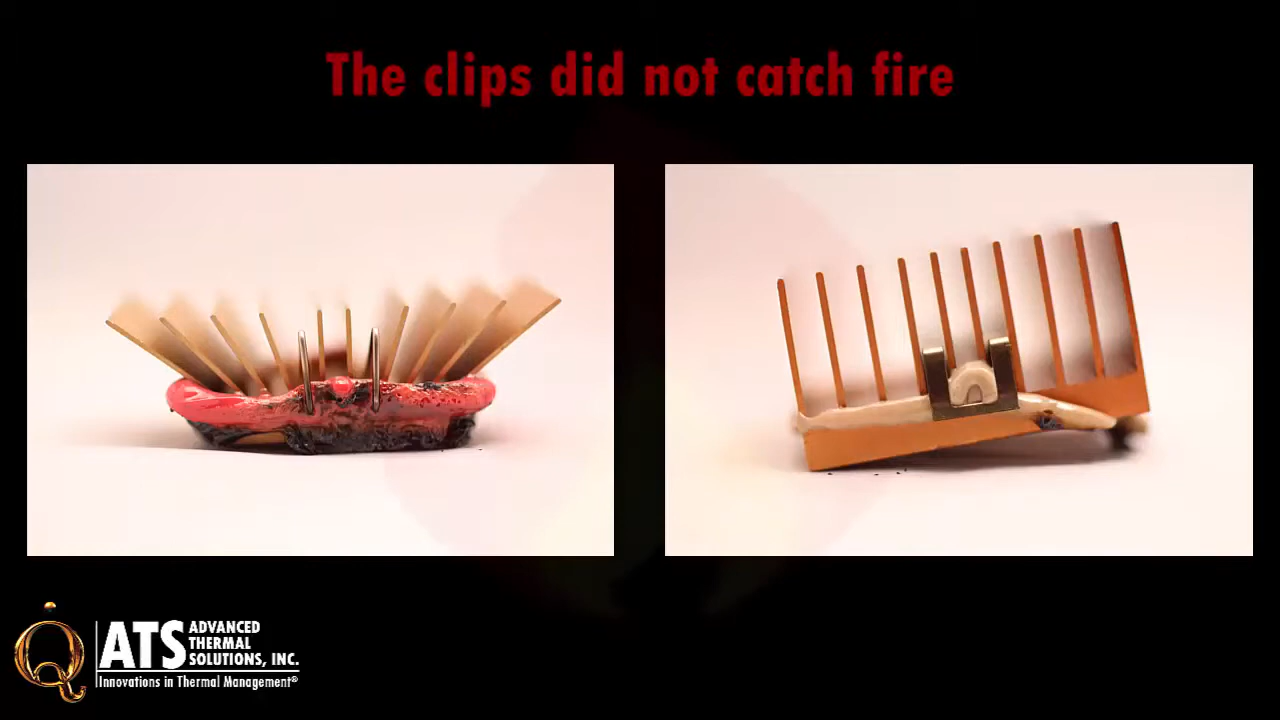 The clips did not catch fire
Q
ATS
ADVANCED
THERMAL
SOLUTIONS, INC.
Innovations in Thermal Management®